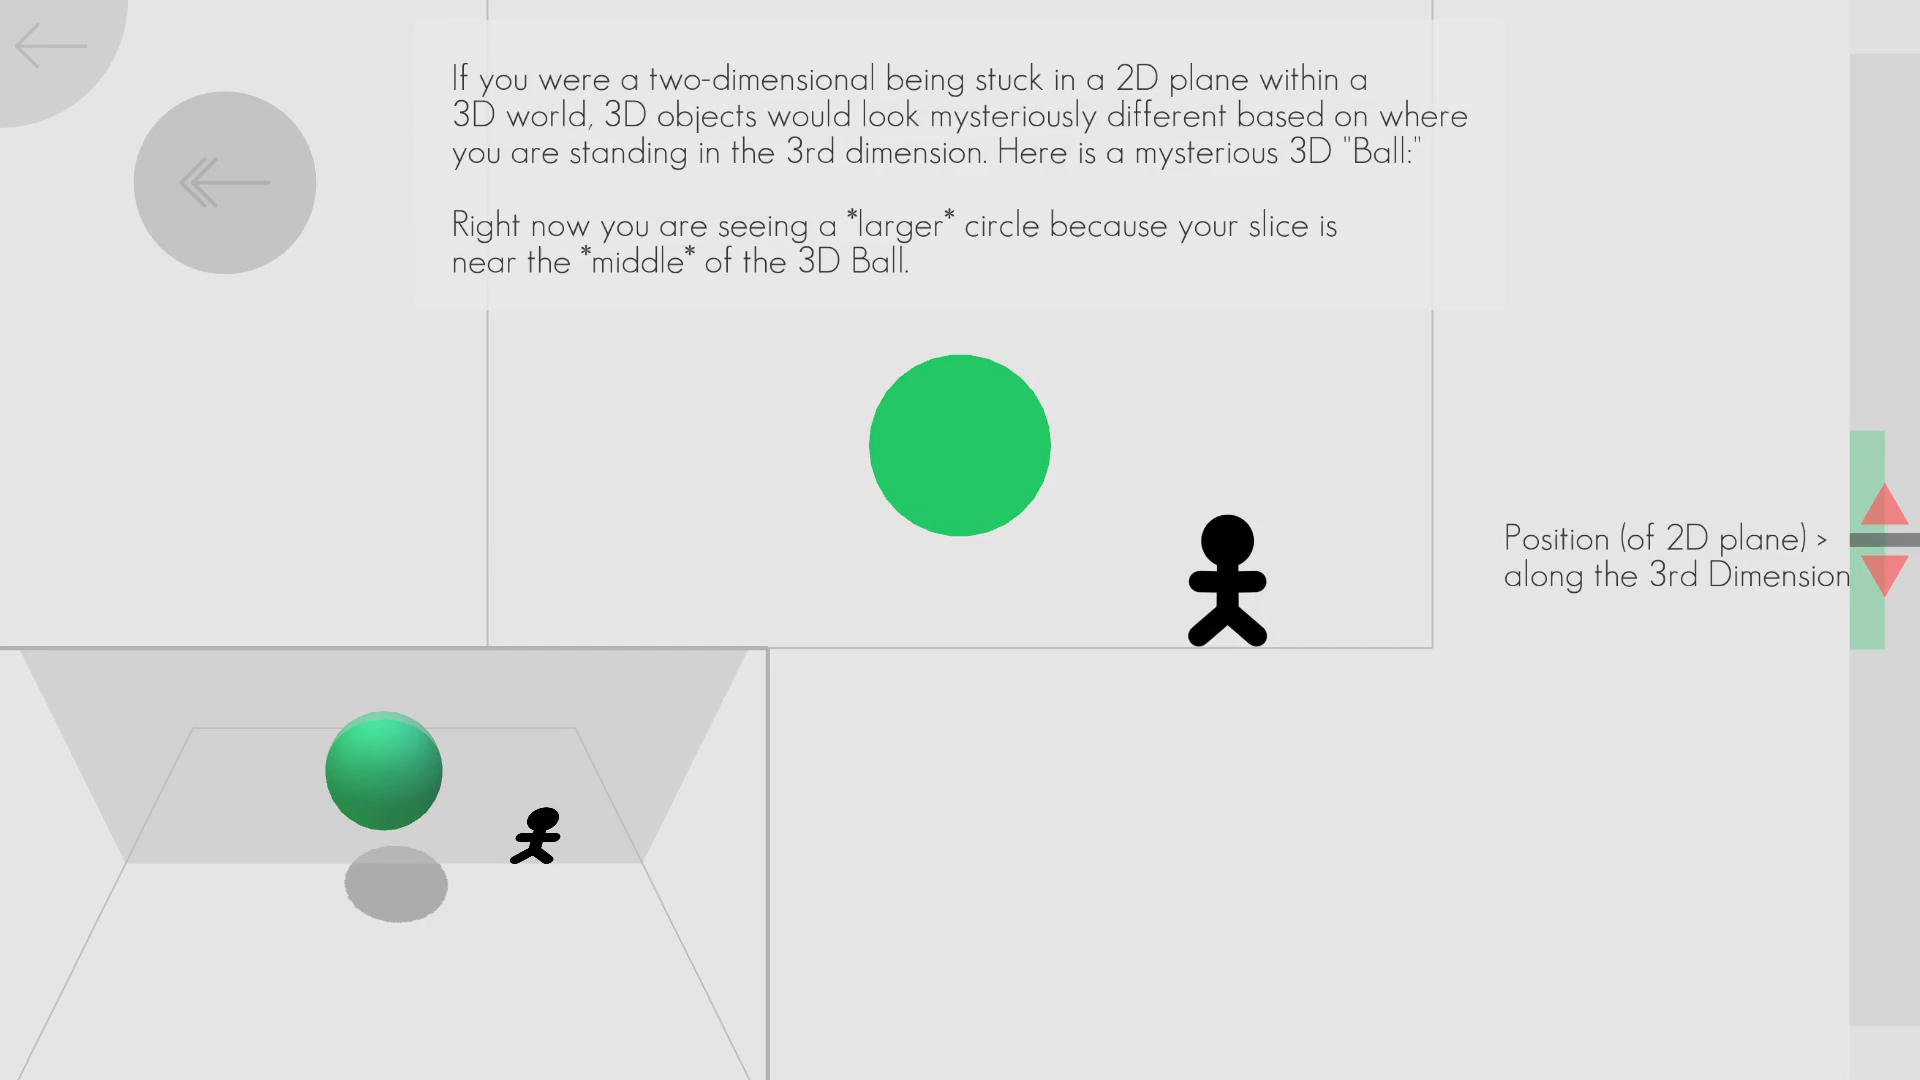 If you were a two-dimensional being stuck in a 2D plane within a
3D world, 3D objects would look mysteriously different based on where
you are standing in the 3rd dimension. Here is a mysterious 3D "Ball:"
Right now you are seeing a *larger* circle because your slice is
near the *middle* of the 3D Ball.
Position (of 2D plane) >
along the 3rd Dimension